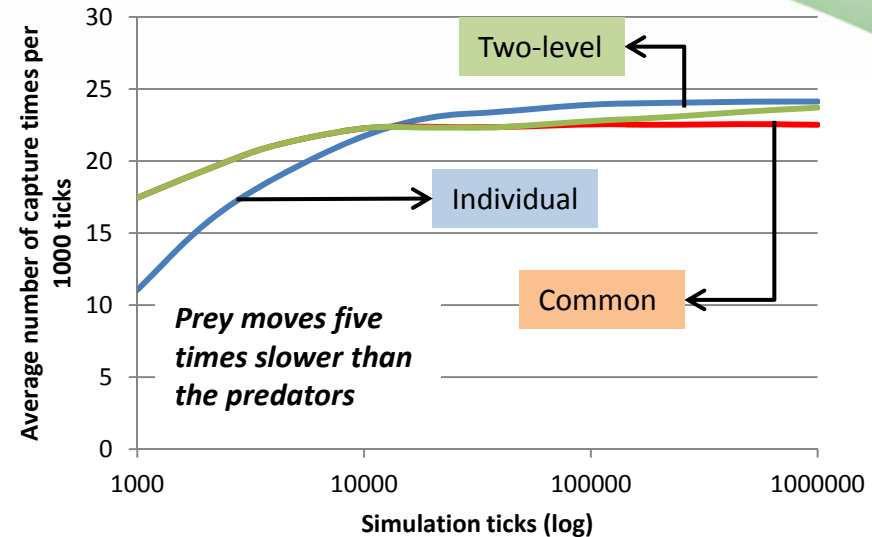 Average number of capture times per
1000 ticks
30
25
20
15
10
5
0
Two-level
Individual
Common
Prey moves five
times slower than
the predators
1000
10000
100000
1000000
Simulation ticks (log)